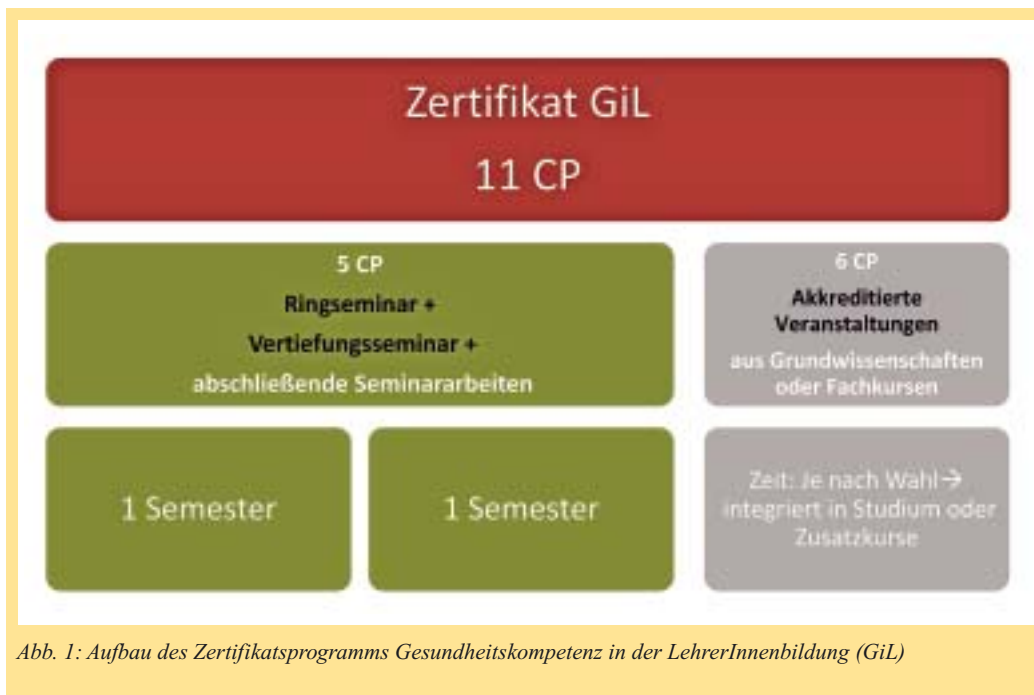 Zertifikat GiL
11 CP
5 CP
Ringseminar +
Vertiefungsseminar +
abschließende Seminararbeiten
6 CP
Akkreditierte
Veranstaltungen
aus Grundwissenschaften
oder Fachkursen
1 Semester
1 Semester
Zeit: Je nach Wahl→
integriert in Studium oder
Zusatzkurse
Abb. 1: Aufbau des Zertifikatsprogramms Gesundheitskompetenz in der LehrerInnenbildung (GiL)